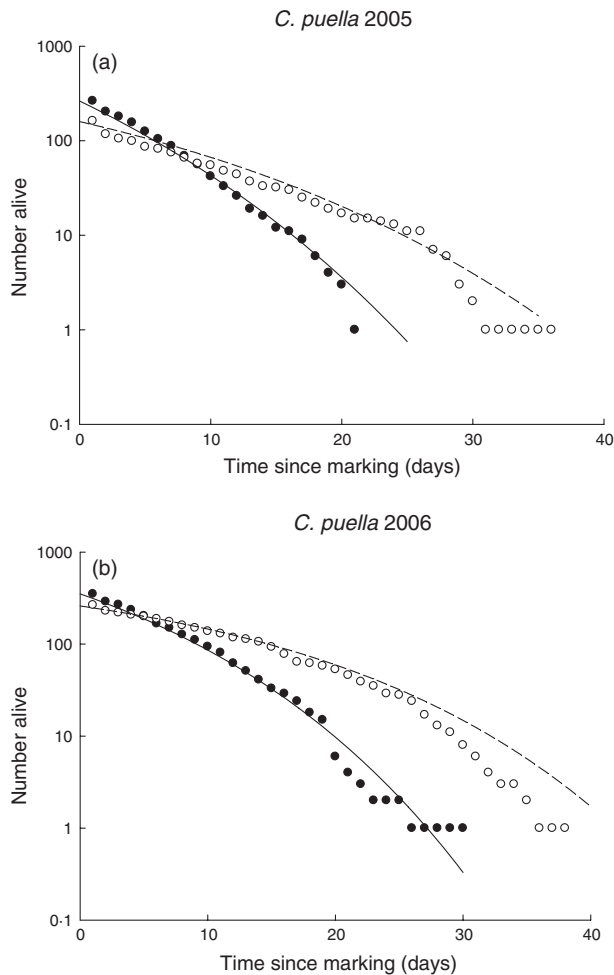 C. puella 2005
(a)
1000
100
10
1
0·1
Number alive
0 10 20 30 40
Time since marking (days)
C. puella 2006
(b)
1000
100
10
1
0·1
Number alive
0 10 20 30 40
Time since marking (days)